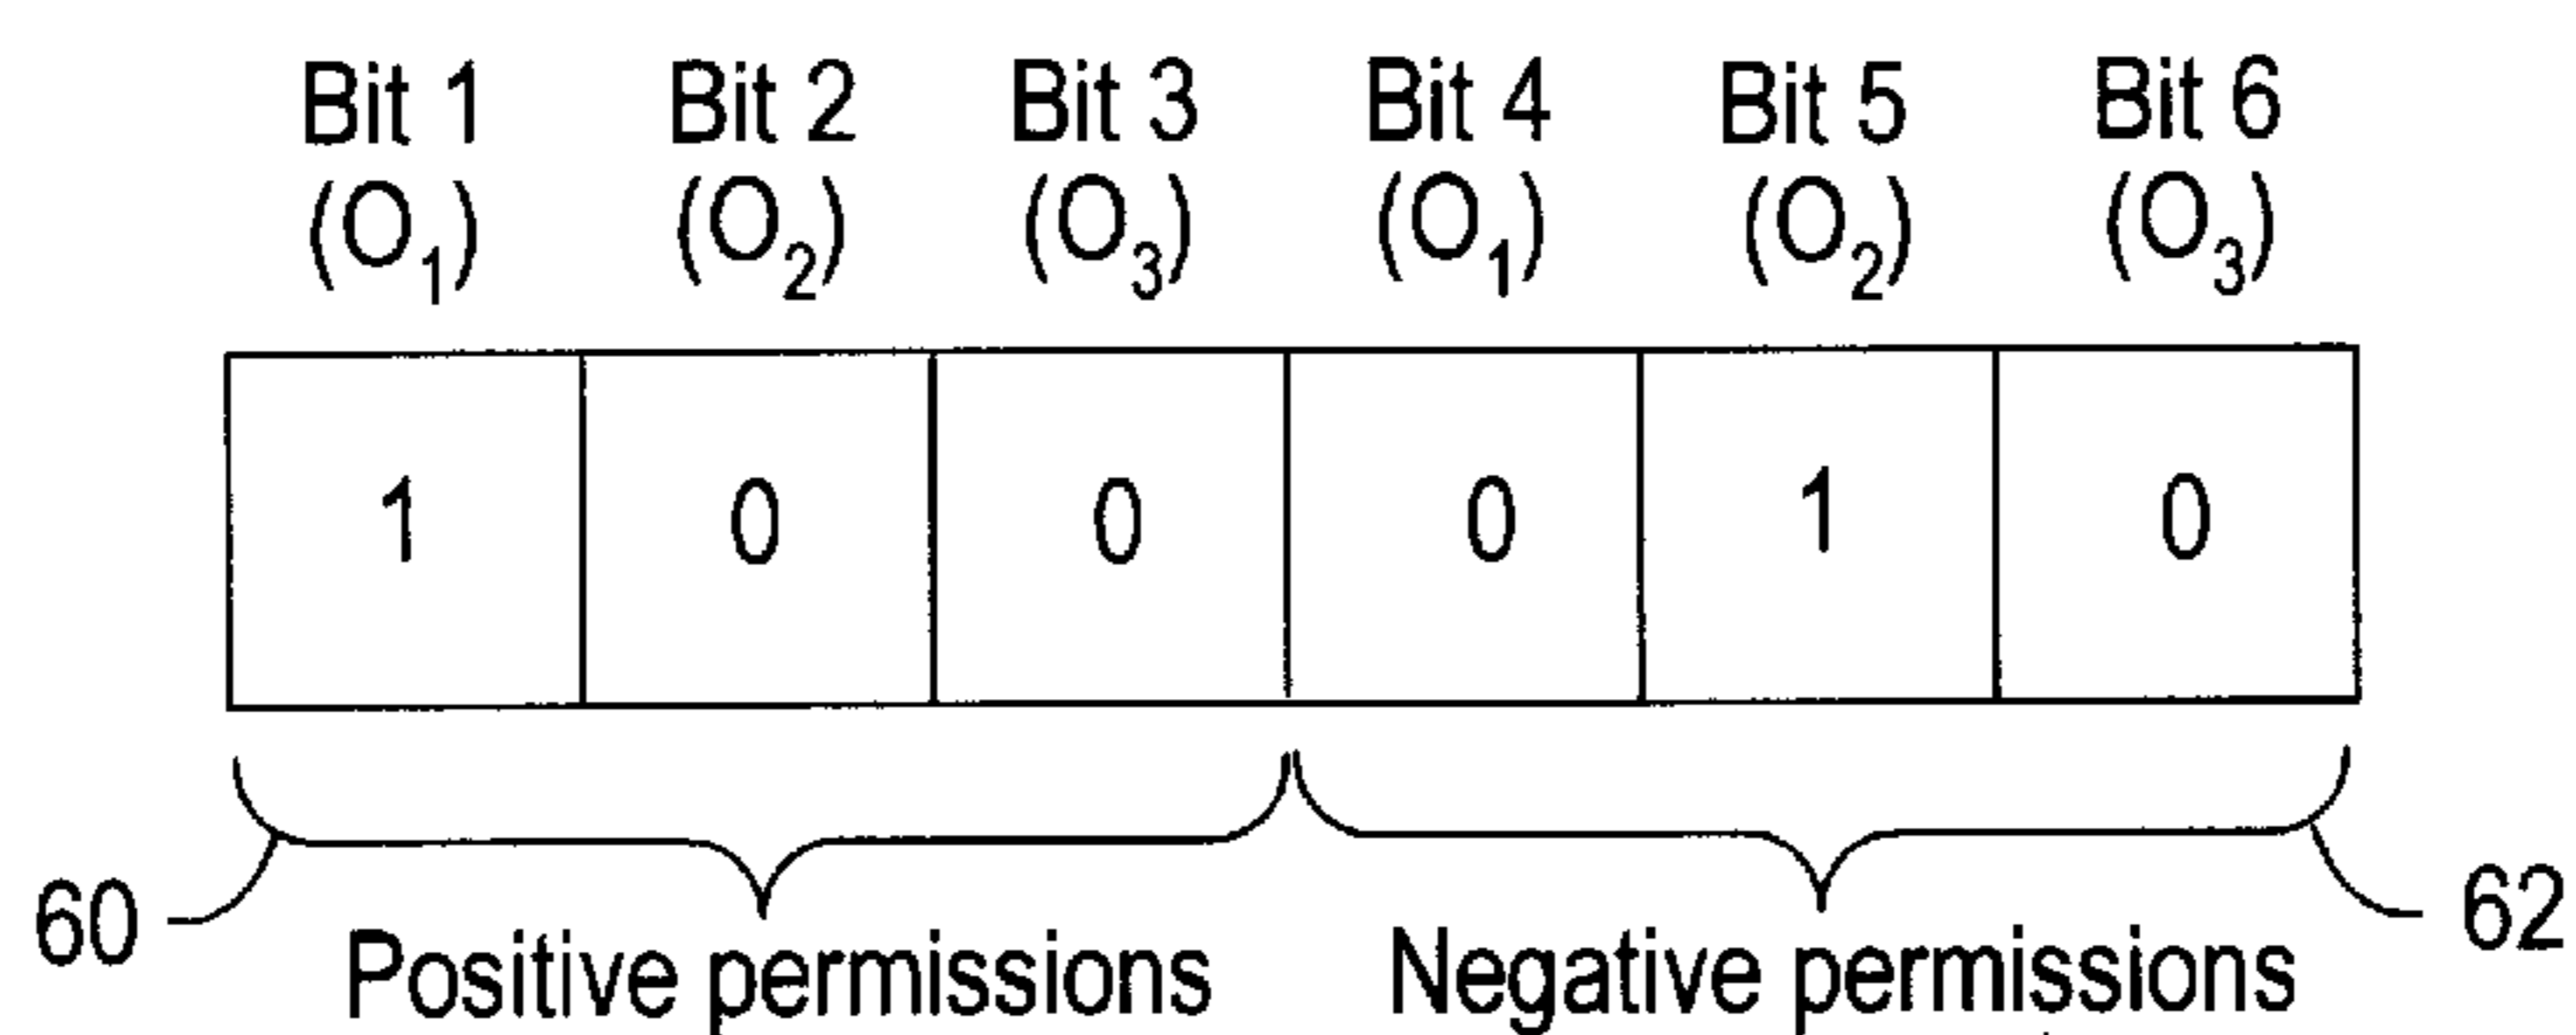 Bit 1 Bit 2 Bit 3 Bit 4 Bit 5 Bit 6
(O₁) (O₂) (O₃) (O₁) (O₂) (O₃)
1 0 0 0 1 0
60 62
Positive permissions Negative permissions